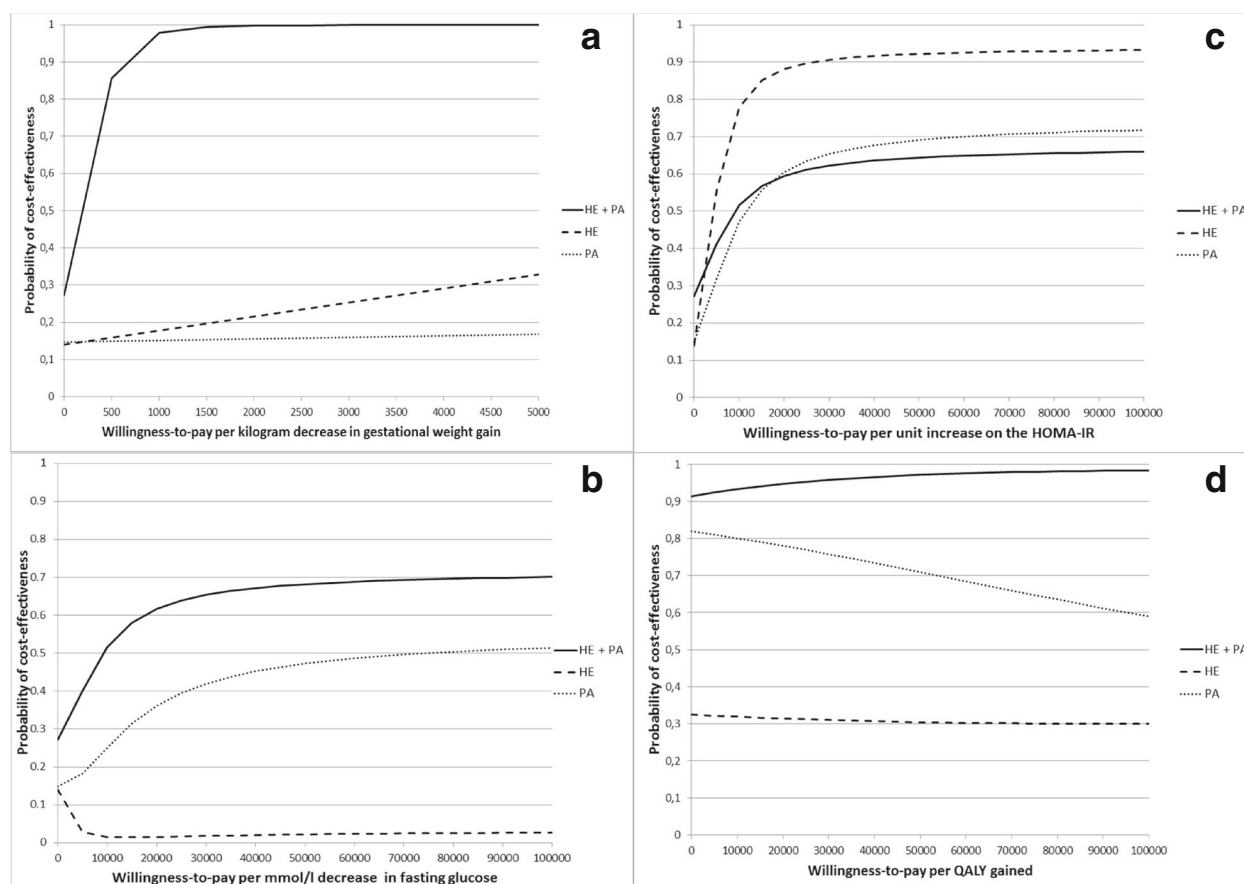 a
Probability of cost-effectiveness
1
0,9
0,8
0,7
0,6
0,5
0,4
0,3
0,2
0,1
0
0 500 1000 1500 2000 2500 3000 3500 4000 4500 5000
Willingness-to-pay per kilogram decrease in gestational weight gain
HE + PA
HE
PA
c
Probability of cost-effectiveness
1
0.9
0.8
0.7
0.6
0.5
0.4
0.3
0.2
0.1
0
0 10000 20000 30000 40000 50000 60000 70000 80000 90000 100000
Willingness-to-pay per unit increase on the HOMA-IR
HE + PA
HE
PA
b
Probability of cost-effectiveness
1
0.9
0.8
0.7
0.6
0.5
0.4
0.3
0.2
0.1
0
0 10000 20000 30000 40000 50000 60000 70000 80000 90000 100000
Willingness-to-pay per mmol/l decrease in fasting glucose
HE + PA
HE
PA
d
Probability of cost-effectiveness
1
0,9
0,8
0,7
0,6
0,5
0,4
0,3
0,2
0,1
0
0 10000 20000 30000 40000 50000 60000 70000 80000 90000 100000
Willingness-to-pay per QALY gained
HE + PA
HE
PA